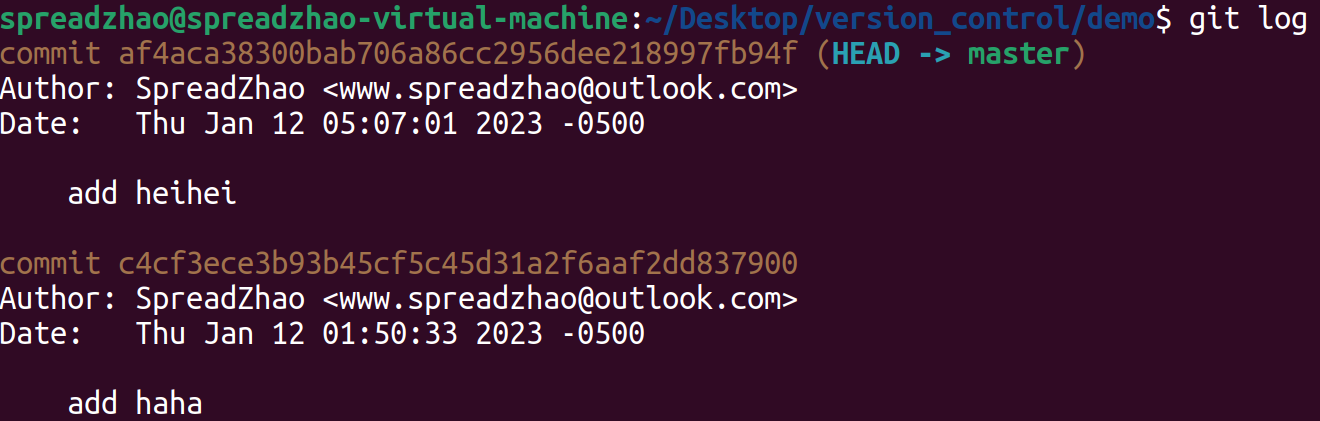 spreadzhao@spreadzhao-virtual-machine:~/Desktop/version_control/demo$ git log
commit af4aca38300bab706a86cc2956dee218997fb94f (HEAD -> master)
Author: SpreadZhao <www.spreadzhao@outlook.com>
Date:   Thu Jan 12 05:07:01 2023 -0500
    add heihei
commit c4cf3ece3b93b45cf5c45d31a2f6aaf2dd837900
Author: SpreadZhao <www.spreadzhao@outlook.com>
Date:   Thu Jan 12 01:50:33 2023 -0500
    add haha